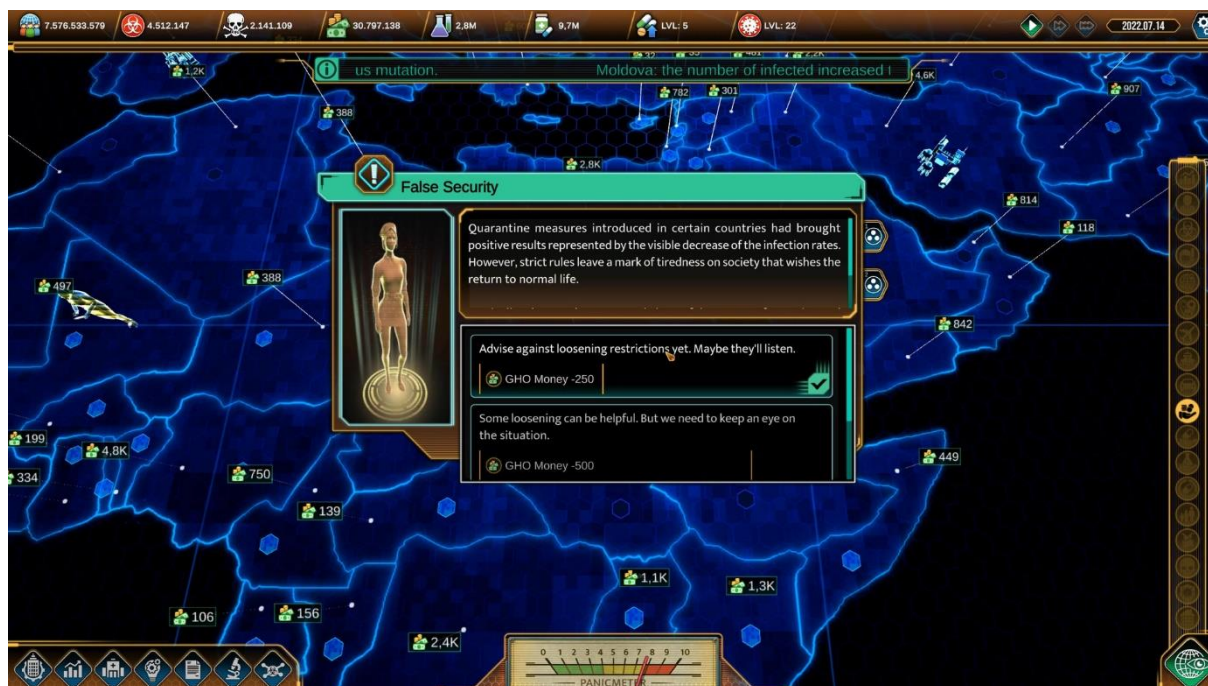 7.576.533.579 4.512.147 2.141.109 30.797.138 2,8M 9,7M LVL: 5 LVL: 22 2022.07.14
us mutation. Moldova: the number of infected increased
1,2K
4,6K
782 301 907
388
2,8K
False Security
Quarantine measures introduced in certain countries had brought
positive results represented by the visible decrease of the infection rates.
However, strict rules leave a mark of tiredness on society that wishes the
return to normal life.
814
118
388
497
842
Advise against loosening restrictions yet. Maybe they'll listen.
GHO Money -250
Some loosening can be helpful. But we need to keep an eye on
the situation.
GHO Money -500
199
4,8K
334
750
449
139
1,1K
1,3K
106
156
2,4K
0 1 2 3 4 5 6 7 8 9 10
PANICMETER